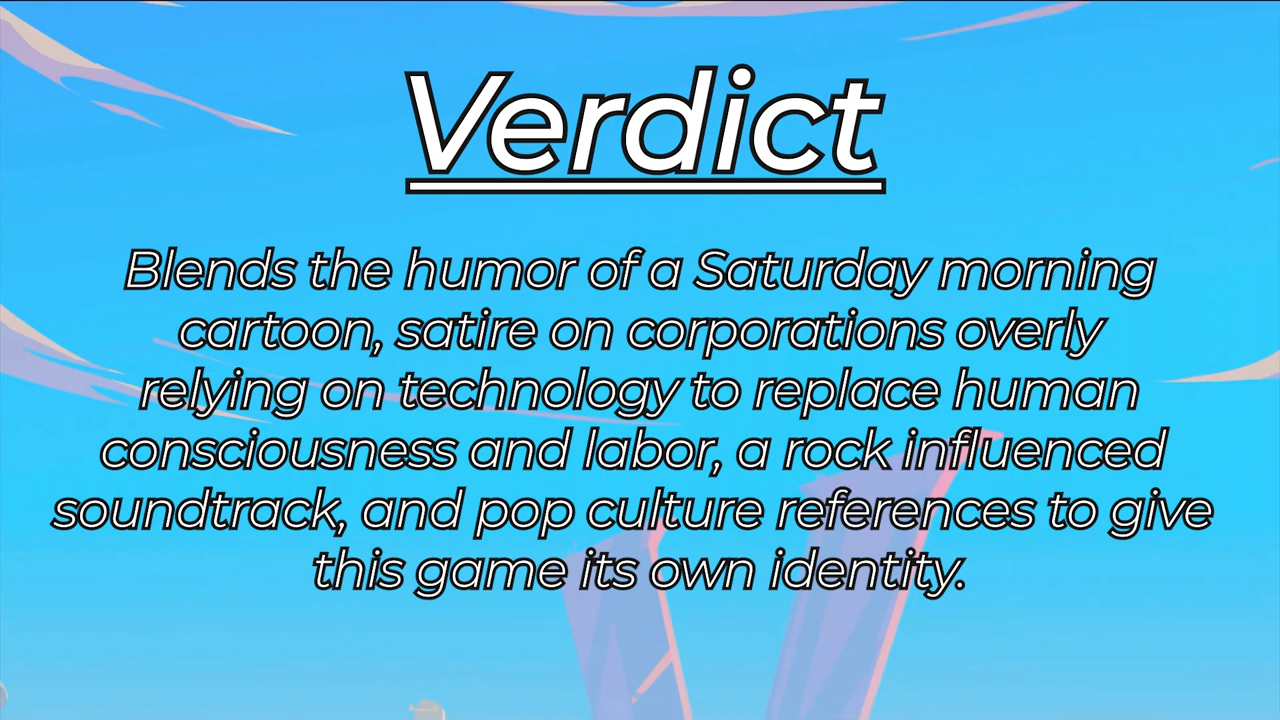 Verdict
Blends the humor of a Saturday morning
cartoon, satire on corporations overly
relying on technology to replace human
consciousness and labor, a rock influenced
soundtrack, and pop culture references to give
this game its own identity.